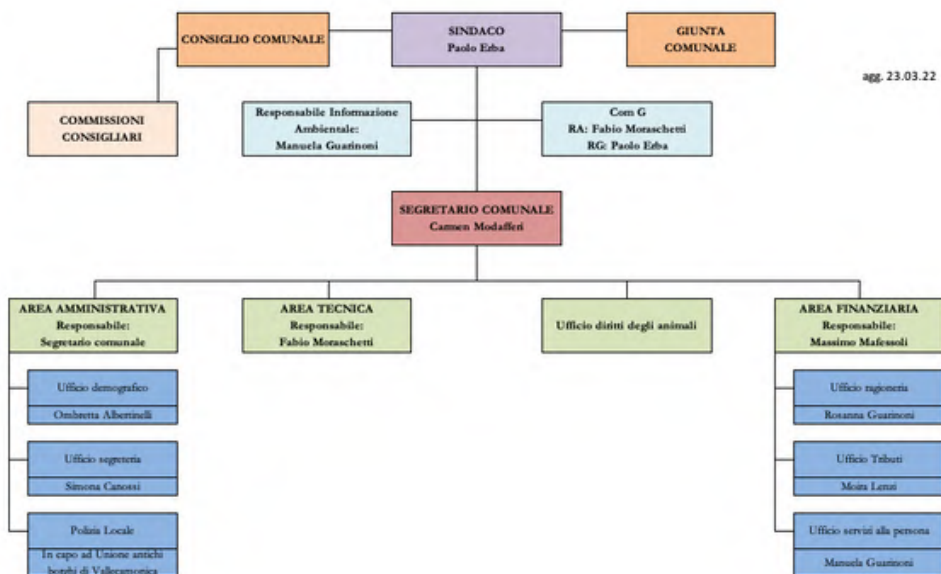 CONSIGLIO COMUNALE
SINDACO
Paolo Erba
GIUNTA
COMUNALE
agg. 23.03.22
COMMISSIONI
CONSIGLIARI
Responsabile Informazione
Ambientale:
Manuela Guarinoni
Com G
RA: Fabio Moraschetti
RG: Paolo Erba
SEGRETARIO COMUNALE
Carmen Modafferi
AREA AMMINISTRATIVA
Responsabile:
Segretario comunale
AREA TECNICA
Responsabile:
Fabio Moraschetti
Ufficio diritti degli animali
AREA FINANZIARIA
Responsabile:
Massimo Mafessoli
Ufficio demografico
Ombretta Albertinelli
Ufficio segreteria
Simona Canossi
Polizia Locale
In capo ad Unione antichi
borghi di Vallecamonica
Ufficio ragioneria
Rosanna Guarinoni
Ufficio Tributi
Moira Lenzi
Ufficio servizi alla persona
Manuela Guarinoni